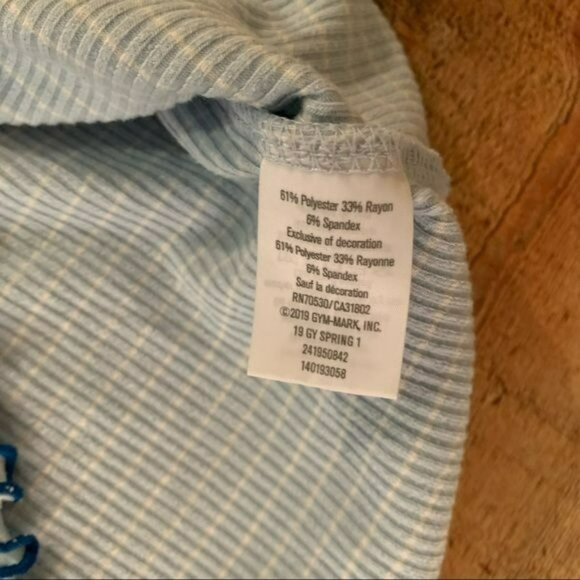 61% Polyester 33% Rayon
6% Spandex
Exclusive of decoration
61% Polyester 33% Rayonne
6% Spandex
Sauf la décoration
RN70530/CA31802
©2019 GYM-MARK, INC.
19 GY SPRING 1
241950842
140193058